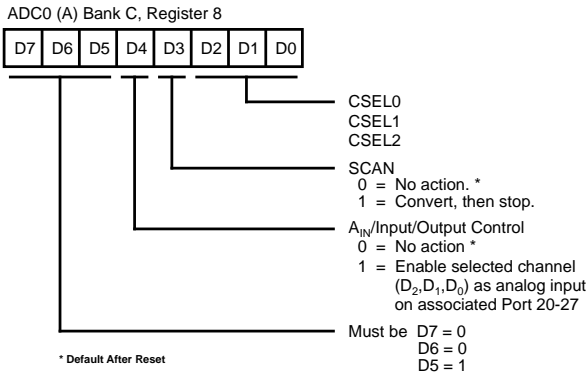 ADC0 (A) Bank C, Register 8
D7 D6 D5 D4 D3 D2 D1 D0
CSEL0
CSEL1
CSEL2
SCAN
0 = No action. *
1 = Convert, then stop.
AIN/Input/Output Control
0 = No action *
1 = Enable selected channel
(D2,D1,D0) as analog input
on associated Port 20-27
Must be D7 = 0
D6 = 0
D5 = 1
* Default After Reset